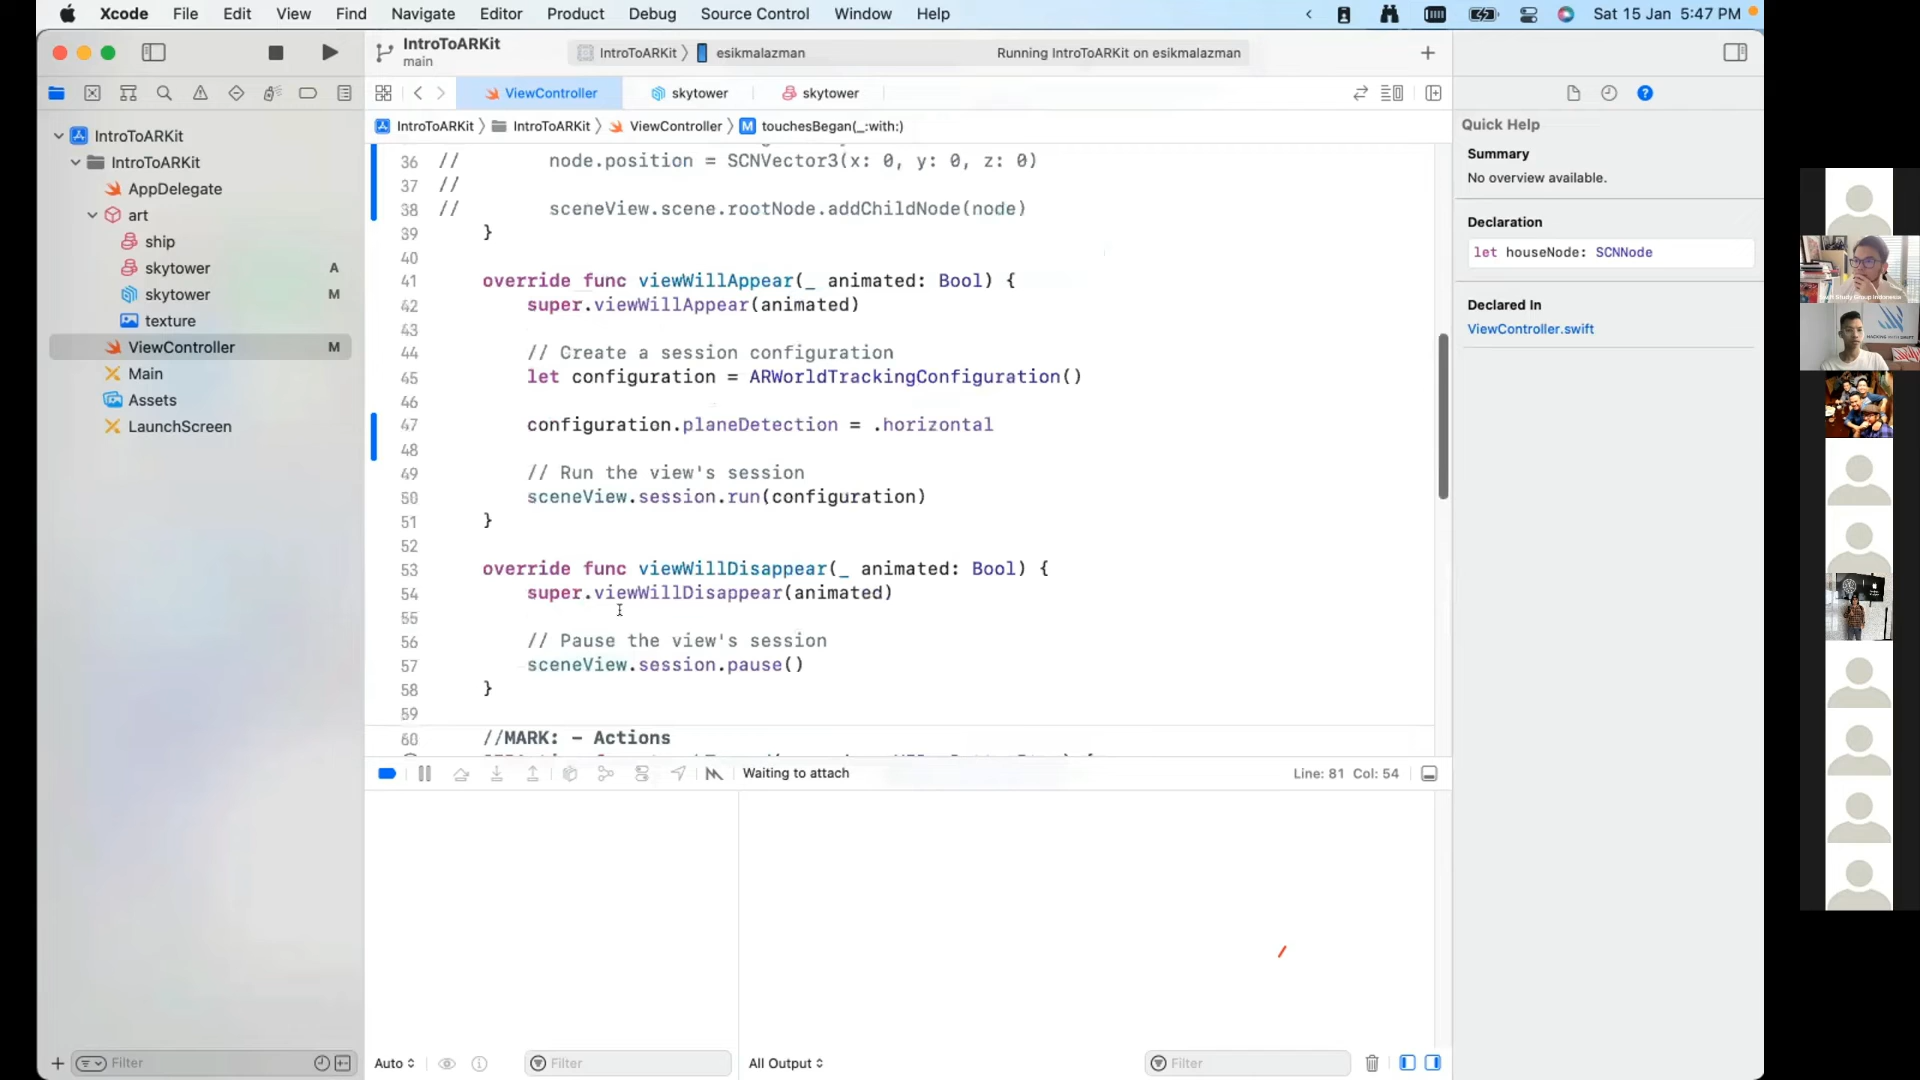 Xcode File Edit View Find Navigate Editor Product Debug Source Control Window Help Sat 15 Jan 5:47 PM
IntroToARKit
main
IntroToARKit esikmalazman Running IntroToARKit on esikmalazman
ViewController skytower skytower
IntroToARKit IntroToARKit ViewController M touchesBegan(_:with:)
IntroToARKit
IntroToARKit
AppDelegate
art
ship
skytower A
skytower M
texture
ViewController M
Main
Assets
LaunchScreen
36 // node.position = SCNVector3(x: 0, y: 0, z: 0)
37 //
38 // sceneView.scene.rootNode.addChildNode(node)
39 }
40
41 override func viewWillAppear(_ animated: Bool) {
42 super.viewWillAppear(animated)
43
44 // Create a session configuration
45 let configuration = ARWorldTrackingConfiguration()
46
47 configuration.planeDetection = .horizontal
48
49 // Run the view's session
50 sceneView.session.run(configuration)
51 }
52
53 override func viewWillDisappear(_ animated: Bool) {
54 super.viewWillDisappear(animated)
55
56 // Pause the view's session
57 sceneView.session.pause()
58 }
59
60 //MARK: - Actions
Waiting to attach Line: 81 Col: 54
Quick Help
Summary
No overview available.
Declaration
let houseNode: SCNNode
Declared In
ViewController.swift
Filter
Auto Filter
All Output Filter